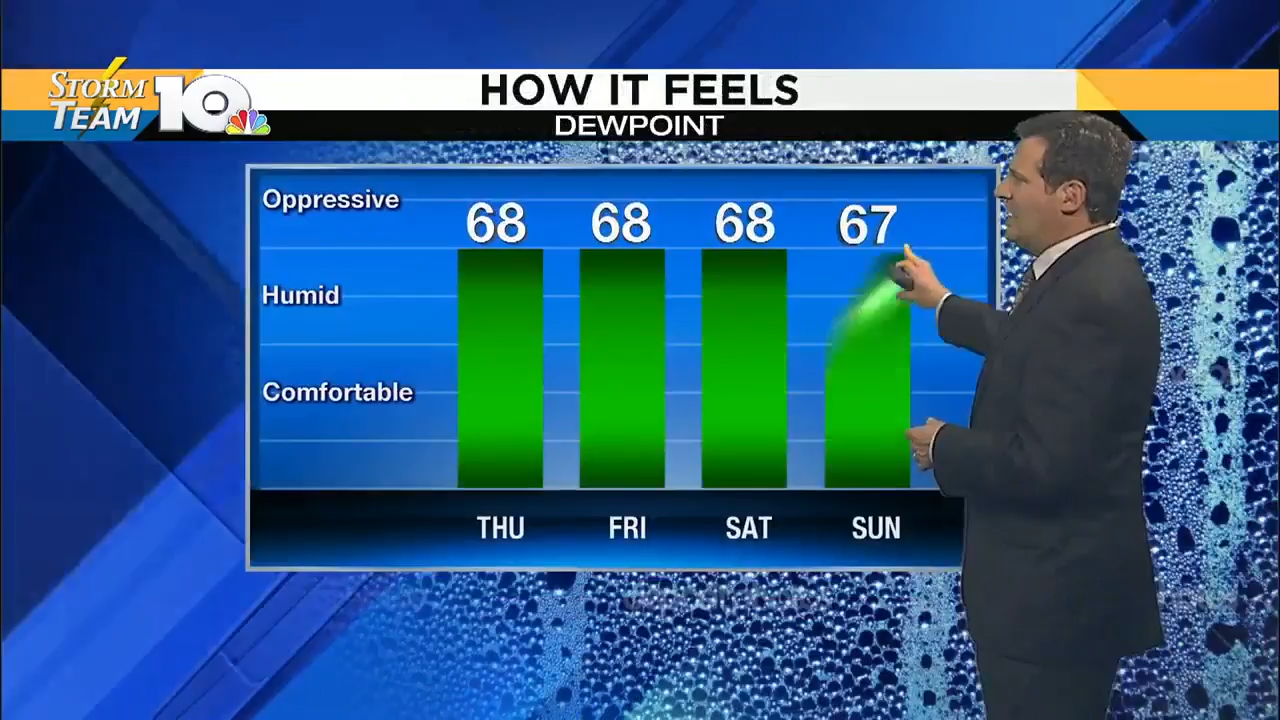 STORM
TEAM 10
HOW IT FEELS
DEWPOINT
Oppressive
Humid
Comfortable
68 68 68 67
THU FRI SAT SUN